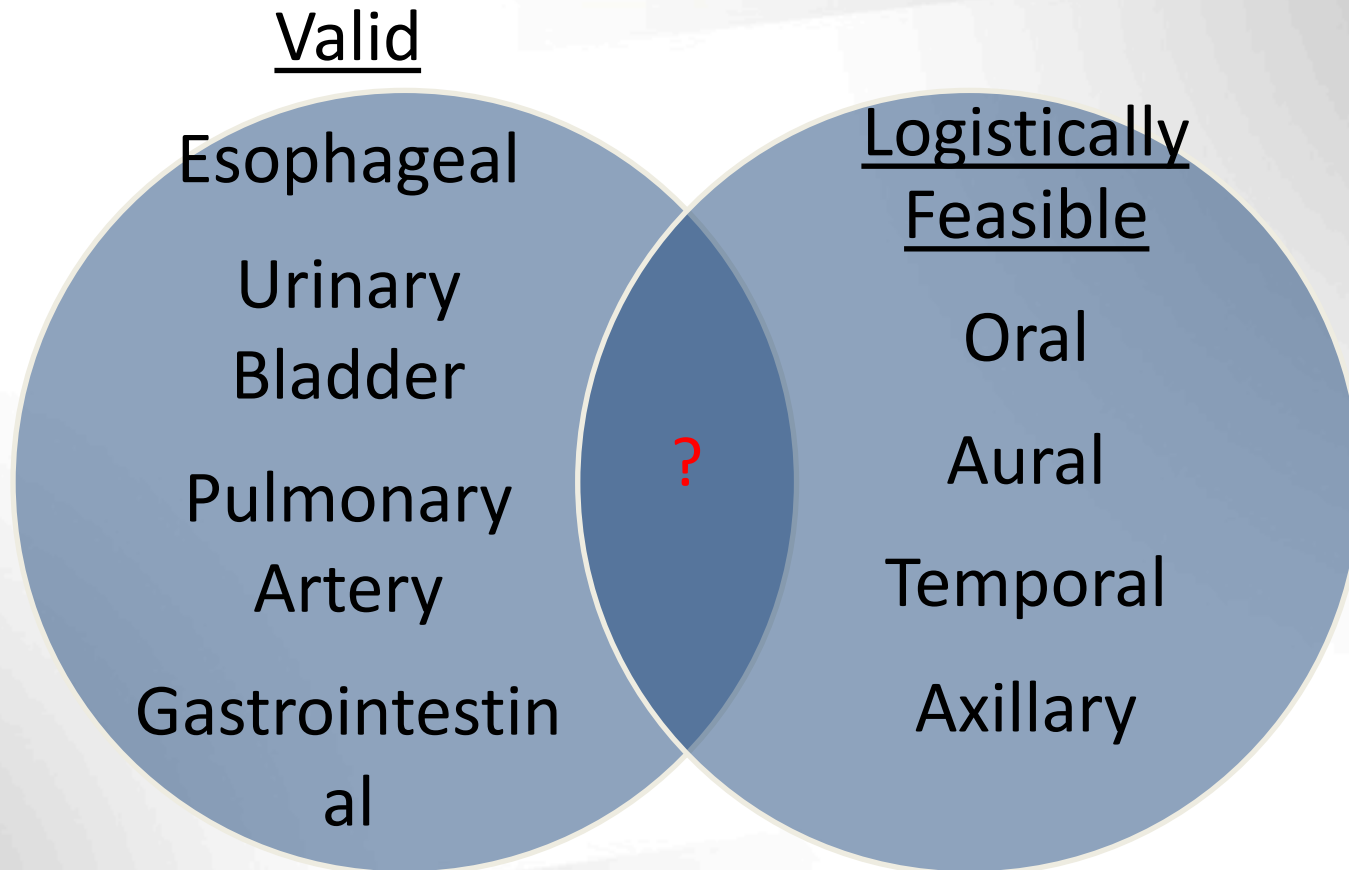 Valid
Esophageal
Urinary
Bladder
Pulmonary
Artery
Gastrointestin
al
?
Logistically
Feasible
Oral
Aural
Temporal
Axillary